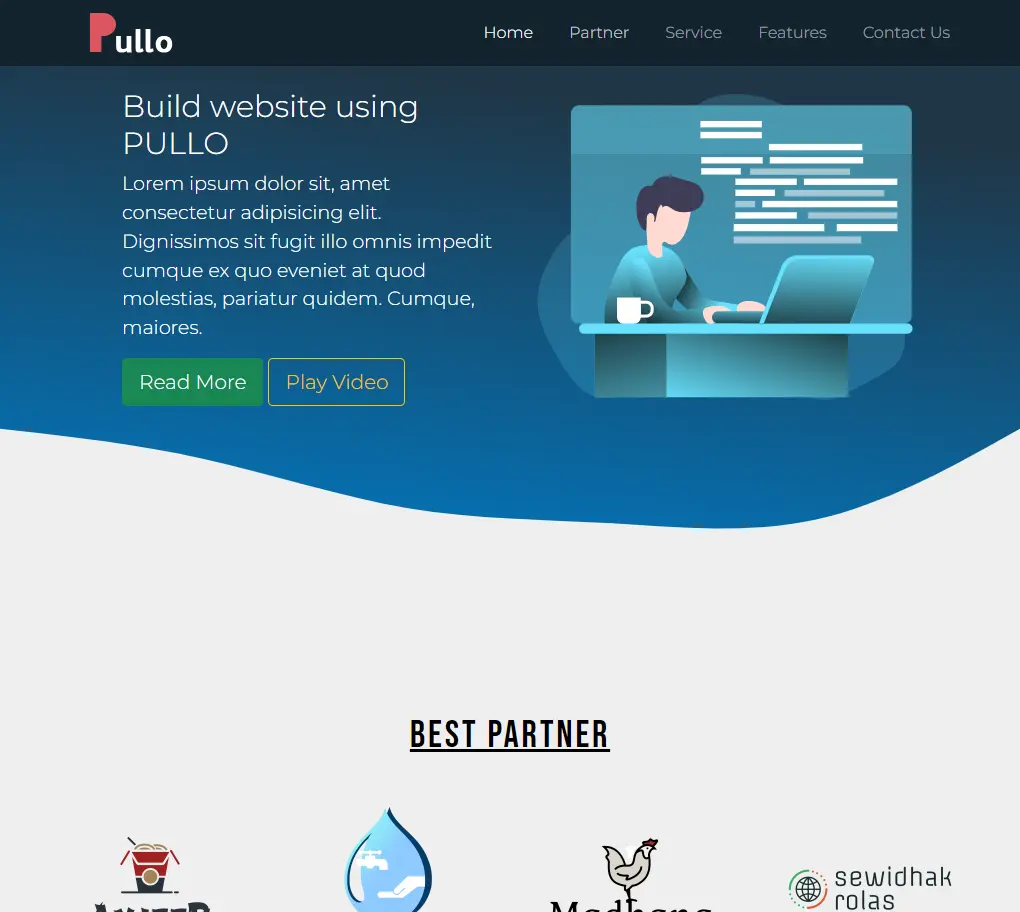 Pullo
Home Partner Service Features Contact Us
Build website using
PULLO
Lorem ipsum dolor sit, amet
consectetur adipisicing elit.
Dignissimos sit fugit illo omnis impedit
cumque ex quo eveniet at quod
molestias, pariatur quidem. Cumque,
maiores.
Read More Play Video
BEST PARTNER
sewidhak
rolas